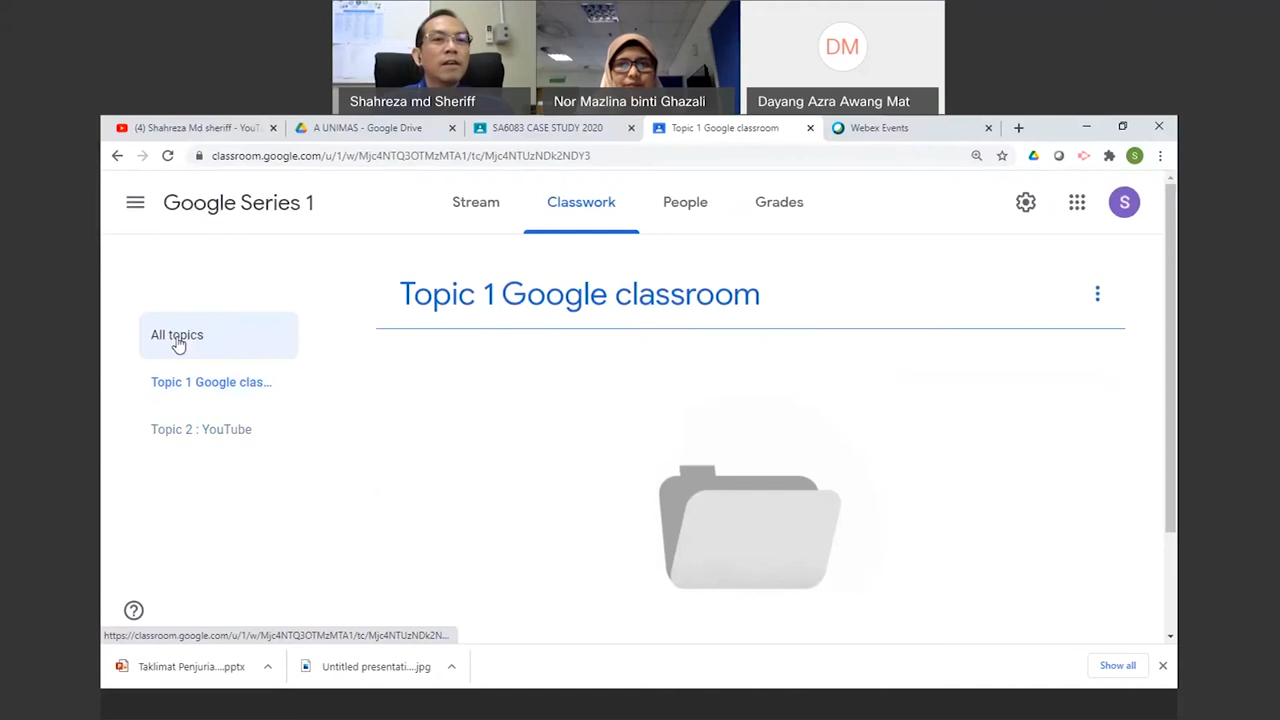 DM
Shahreza md Sheriff
Nor Mazlina binti Ghazali
Dayang Azra Awang Mat
(4) Shahreza Md sheriff - YouT
A UNIMAS - Google Drive
SA6083 CASE STUDY 2020
Topic 1 Google classroom
Webex Events
classroom.google.com/u/1/w/Mjc4NTQ3OTMzMTA1/tc/Mjc4NTUzNDk2NDY3
S
Google Series 1
Stream
Classwork
People
Grades
S
Topic 1 Google classroom
All topics
Topic 1 Google clas...
Topic 2 : YouTube
https://classroom.google.com/u/1/w/Mjc4NTQ3OTMzMTA1/tc/Mjc4NTUzNDk2N...
Taklimat Penjuria....pptx
Untitled presentati....jpg
Show all